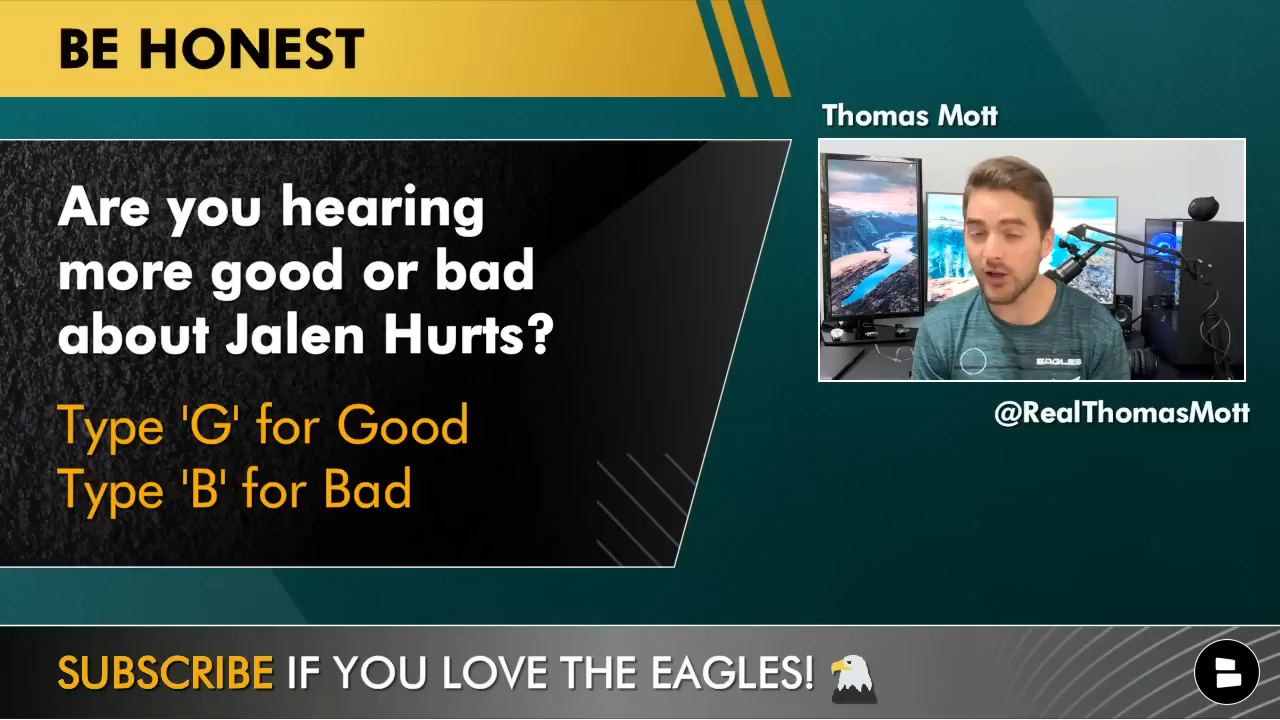 BE HONEST
Thomas Mott
Are you hearing
more good or bad
about Jalen Hurts?
Type 'G' for Good
Type 'B' for Bad
EAGLES
@RealThomasMott
SUBSCRIBE IF YOU LOVE THE EAGLES!